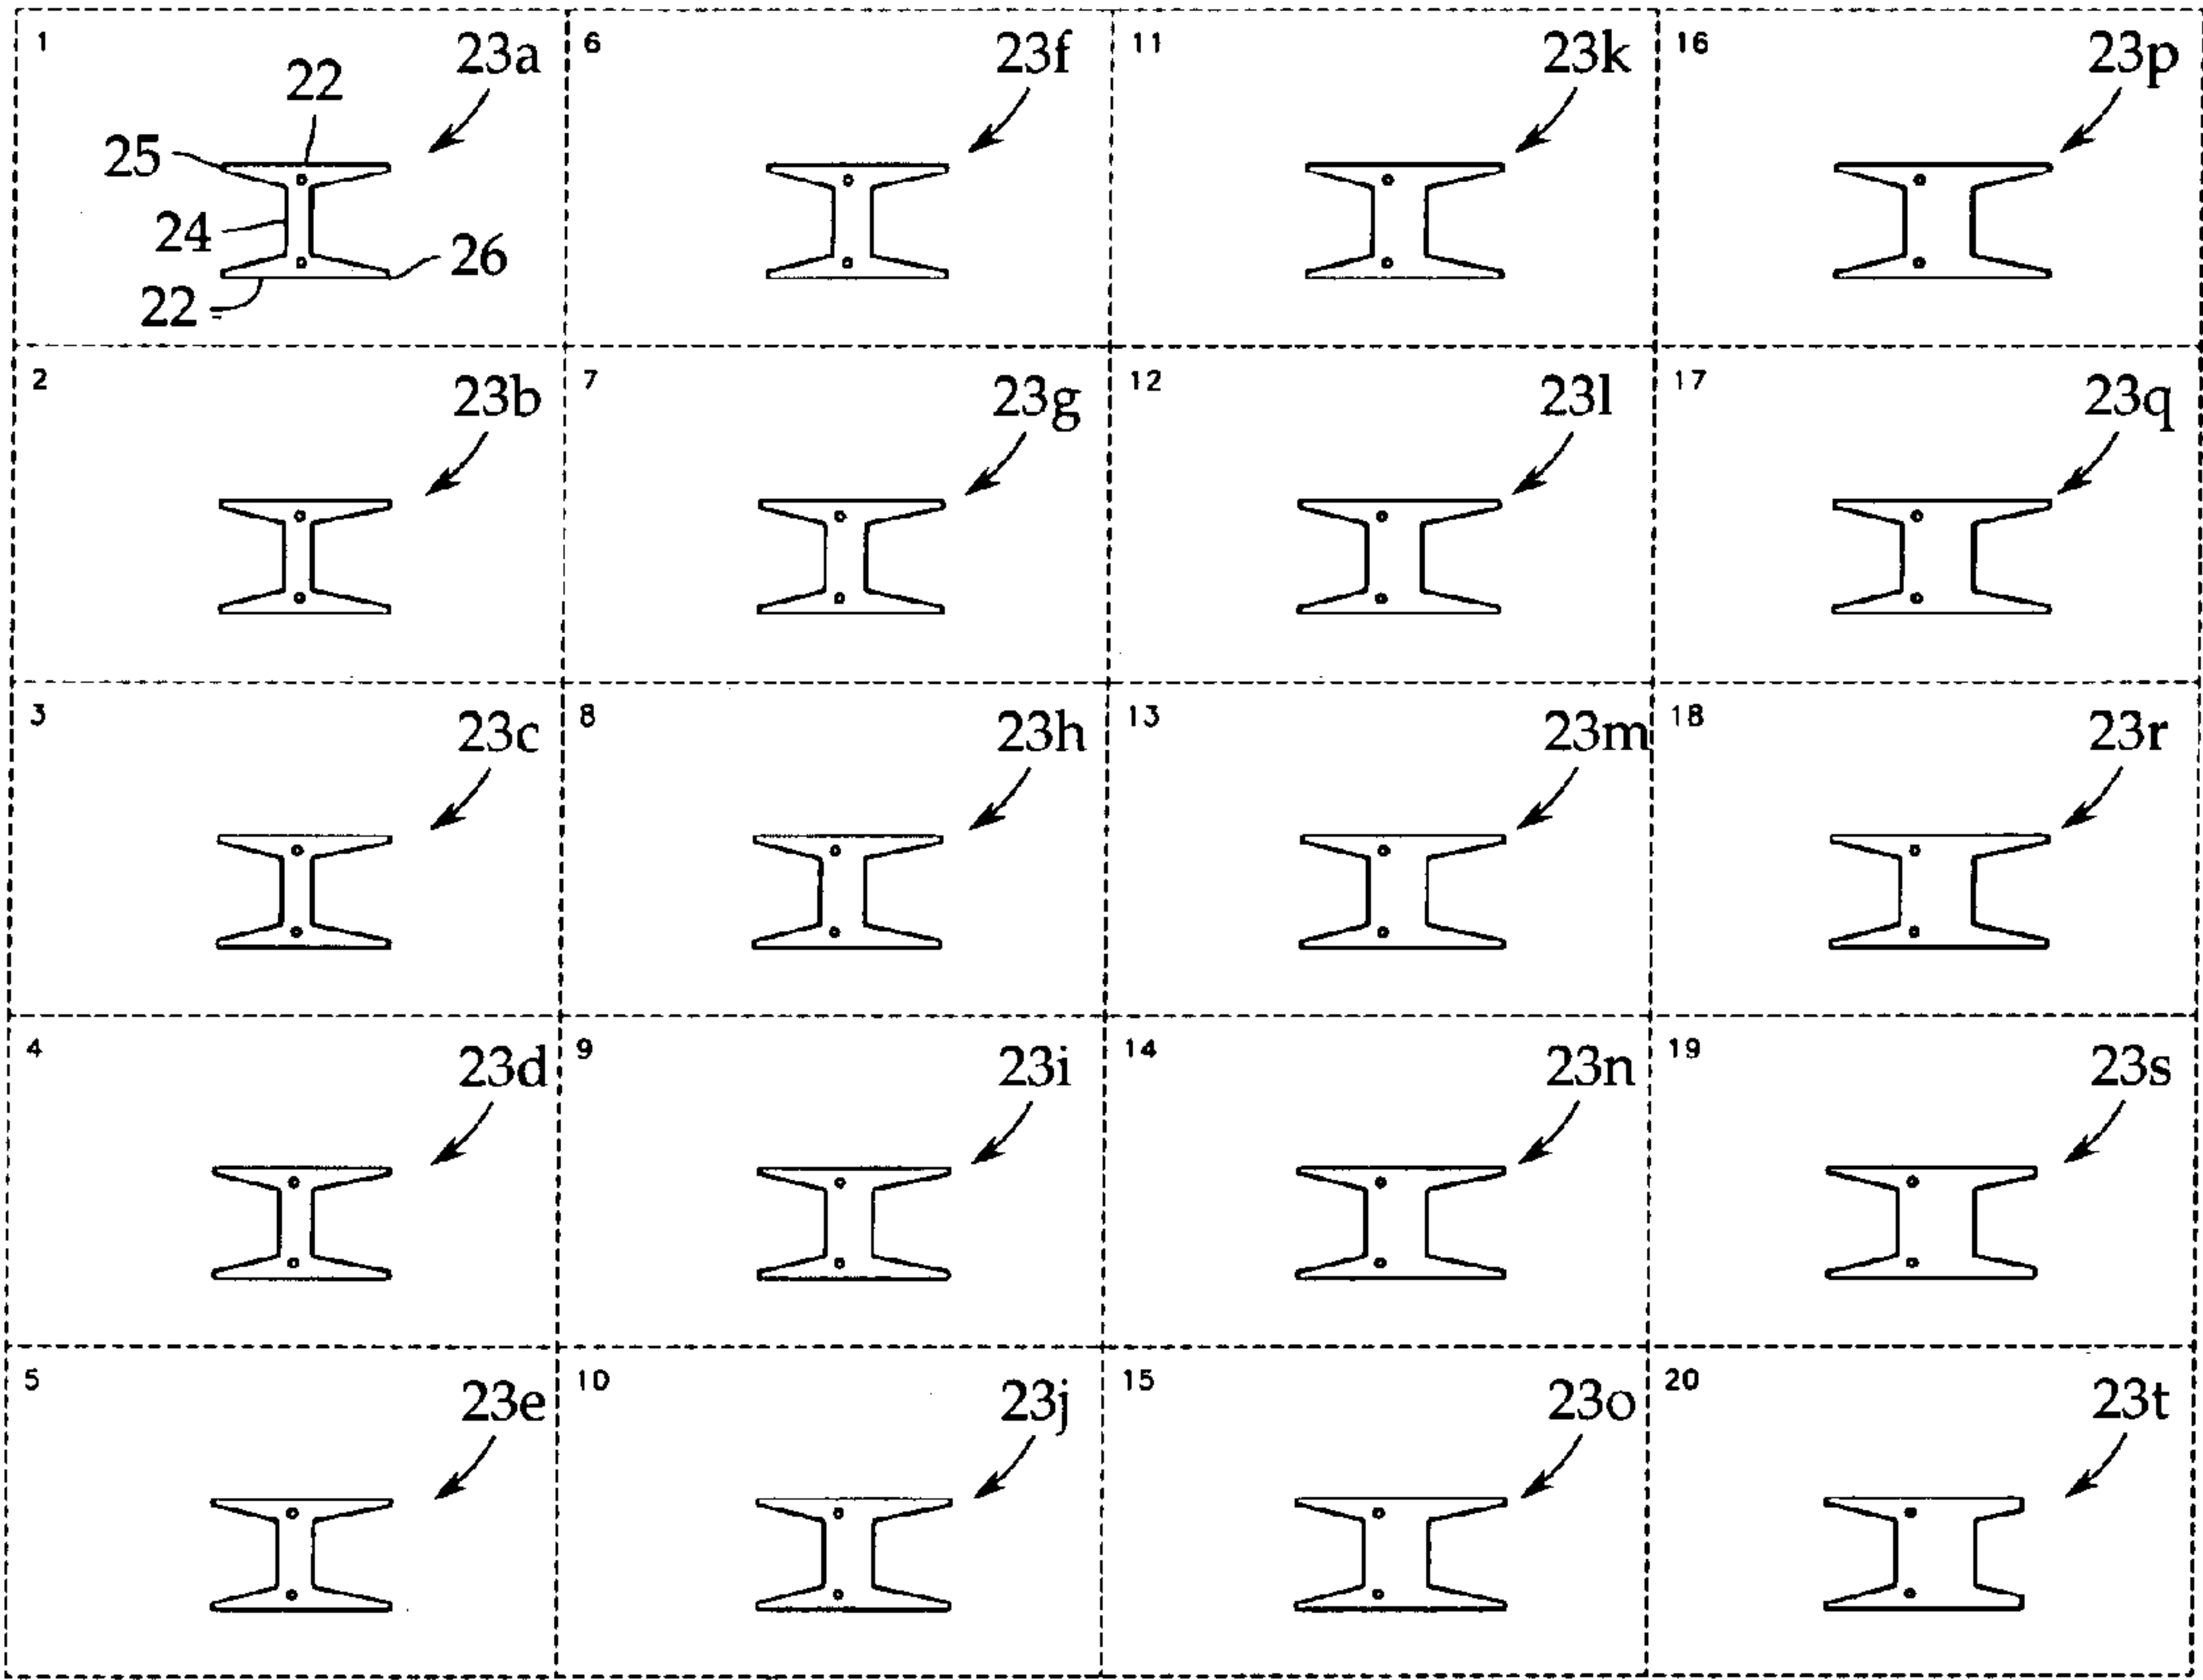 1 23a 6 23f 11 23k 16 23p
22
25
24
26
22
2 23b 7 23g 12 23l 17 23q
3 23c 8 23h 13 23m 18 23r
4 23d 9 23i 14 23n 19 23s
5 23e 10 23j 15 23o 20 23t